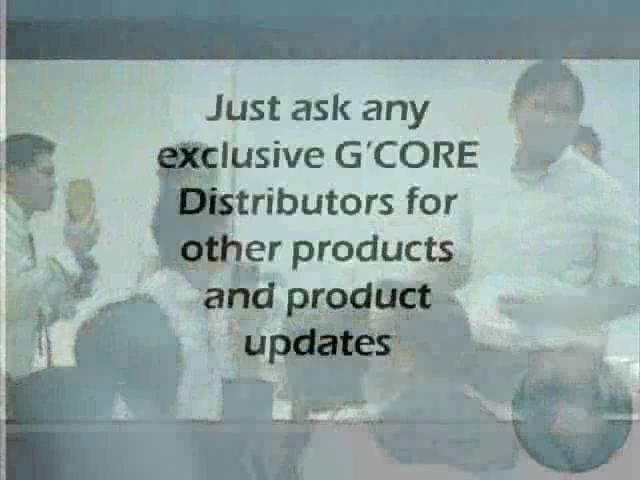 Just ask any
exclusive G'CORE
Distributors for
other products
and product
updates